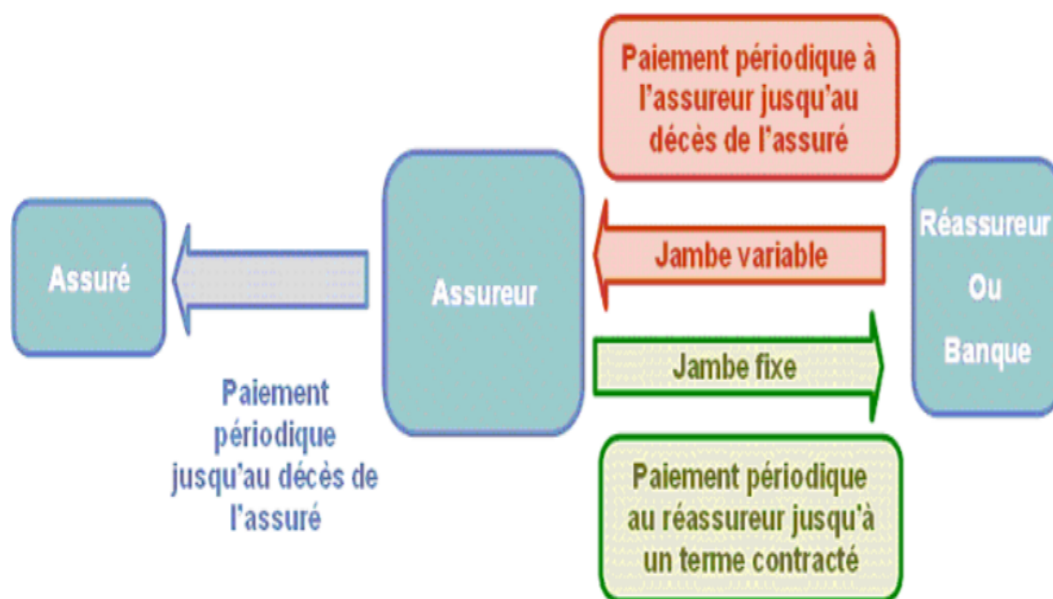 Paiement périodique à
l'assureur jusqu'au
décès de l'assuré
Assuré
Assureur
Jambe variable
Réassureur
Ou
Banque
Jambe fixe
Paiement
périodique
jusqu'au décès de
l'assuré
Paiement périodique
au réassureur jusqu'à
un terme contracté